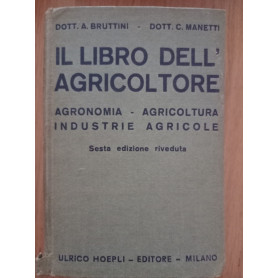 DOTT. A. BRUTTINI - DOTT. C. MANETTI
IL LIBRO DELL'
AGRICOLTORE
AGRONOMIA - AGRICOLTURA
INDUSTRIE AGRICOLE
Sesta edizione riveduta
ULRICO HOEPLI - EDITORE - MILANO